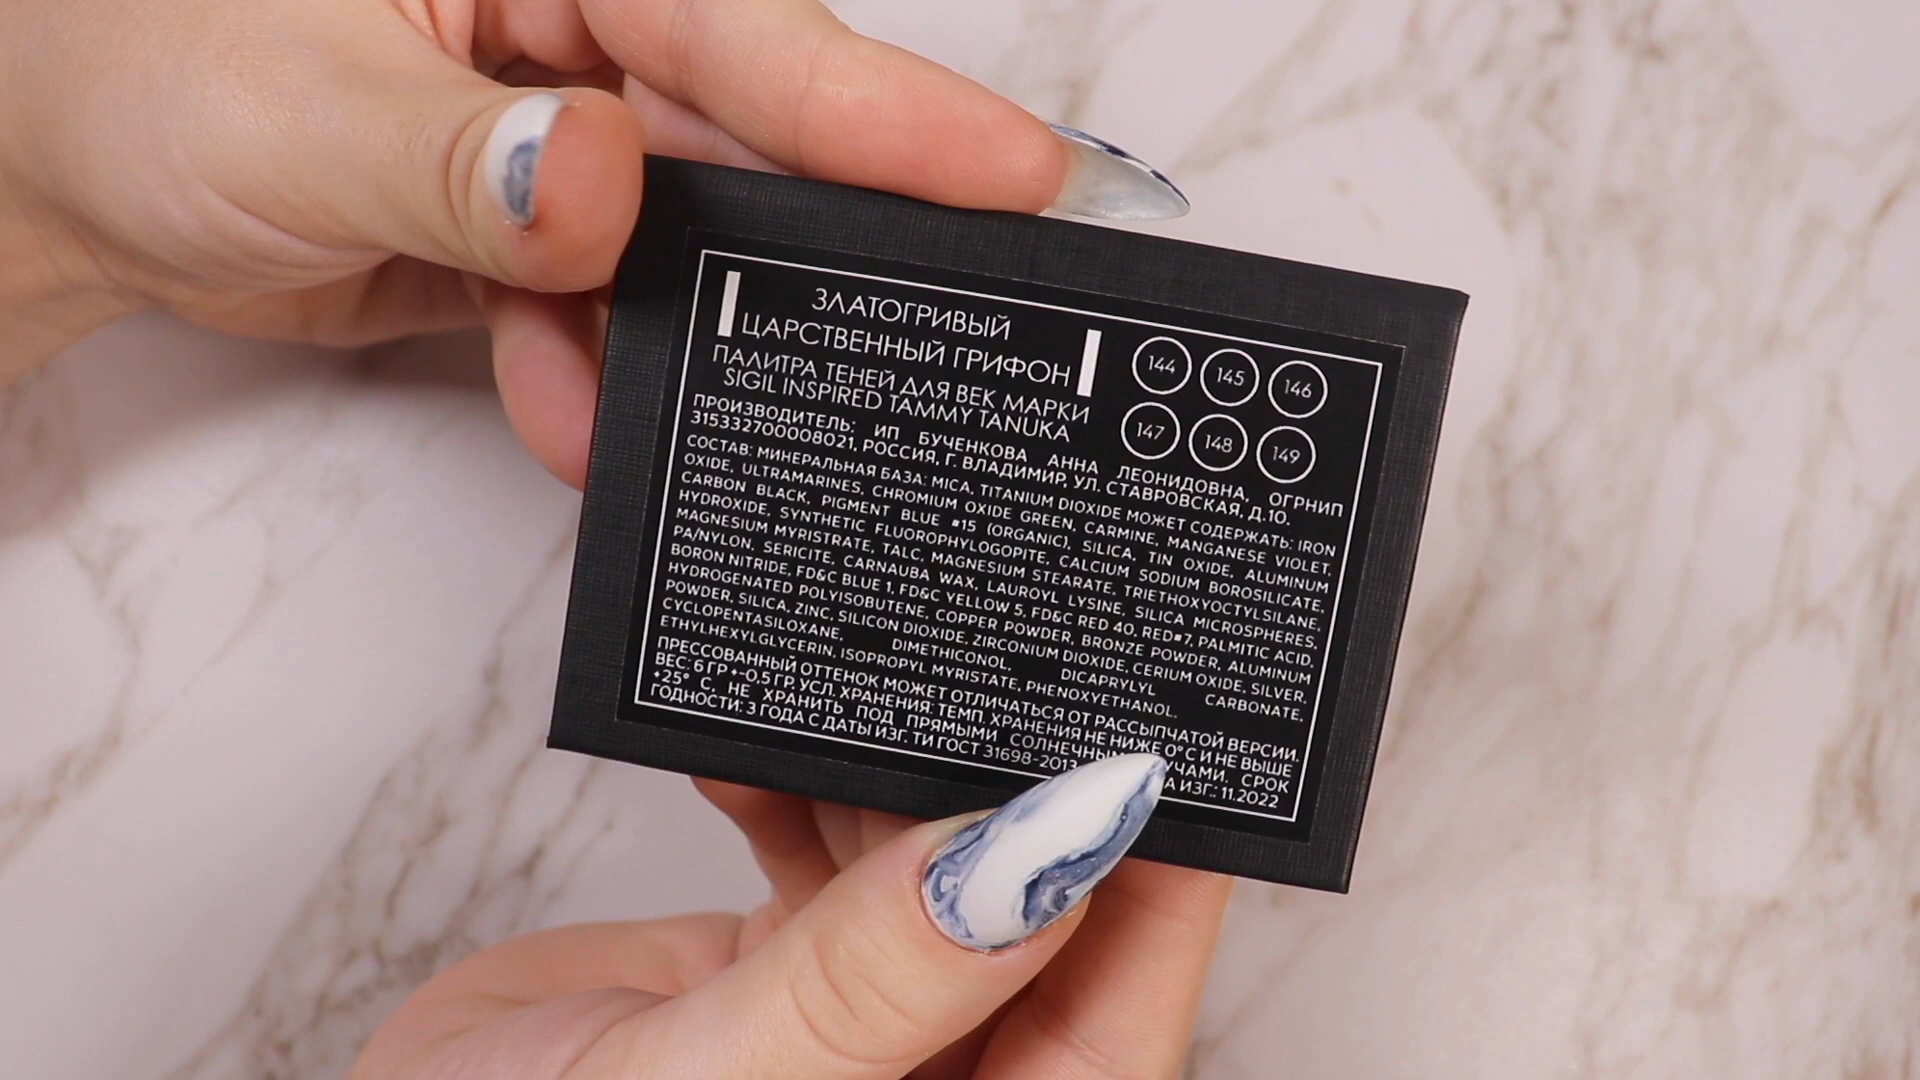 ЗЛАТОГРИВЫЙ
ЦАРСТВЕННЫЙ ГРИФОН
ПАЛИТРА ТЕНЕЙ ДЛЯ ВЕК МАРКИ
SIGIL INSPIRED TAMMY TANUKA
144 145 146
147 148 149
ПРОИЗВОДИТЕЛЬ: ИП БУЧЕНКОВА АННА ЛЕОНИДОВНА, ОГРНИП
315332700008021, РОССИЯ, Г. ВЛАДИМИР, УЛ. СТАВРОВСКАЯ, Д.10.
СОСТАВ: МИНЕРАЛЬНАЯ БАЗА: MICA, TITANIUM DIOXIDE МОЖЕТ СОДЕРЖАТЬ: IRON
OXIDE, ULTRAMARINES, CHROMIUM OXIDE GREEN, CARMINE, MANGANESE VIOLET,
CARBON BLACK, PIGMENT BLUE #15 (ORGANIC), SILICA, TIN OXIDE, ALUMINUM
HYDROXIDE, SYNTHETIC FLUOROPHYLOGOPITE, CALCIUM SODIUM BOROSILICATE,
MAGNESIUM MYRISTRATE, TALC, MAGNESIUM STEARATE, TRIETHOXYOCTYLSILANE,
PA/NYLON, SERICITE, CARNAUBA WAX, LAUROYL LYSINE, SILICA MICROSPHERES,
BORON NITRIDE, FD&C BLUE 1, FD&C YELLOW 5, FD&C RED 40, RED#7, PALMITIC ACID,
HYDROGENATED POLYISOBUTENE, COPPER POWDER, BRONZE POWDER, ALUMINUM
POWDER, SILICA, ZINC, SILICON DIOXIDE, ZIRCONIUM DIOXIDE, CERIUM OXIDE, SILVER,
CYCLOPENTASILOXANE, DIMETHICONOL, DICAPRYLYL CARBONATE,
ETHYLHEXYLGLYCERIN, ISOPROPYL MYRISTATE, PHENOXYETHANOL.
ПРЕССОВАННЫЙ ОТТЕНОК МОЖЕТ ОТЛИЧАТЬСЯ ОТ РАССЫПЧАТОЙ ВЕРСИИ.
ВЕС: 6 ГР +-0,5 ГР. УСЛ. ХРАНЕНИЯ: ТЕМП. ХРАНЕНИЯ НЕ НИЖЕ 0° С И НЕ ВЫШЕ
+25° С, НЕ ХРАНИТЬ ПОД ПРЯМЫМИ СОЛНЕЧНЫ УЧАМИ. СРОК
ГОДНОСТИ: 3 ГОДА С ДАТЫ ИЗГ. ТИ ГОСТ 31698-2013 А ИЗГ.: 11.2022